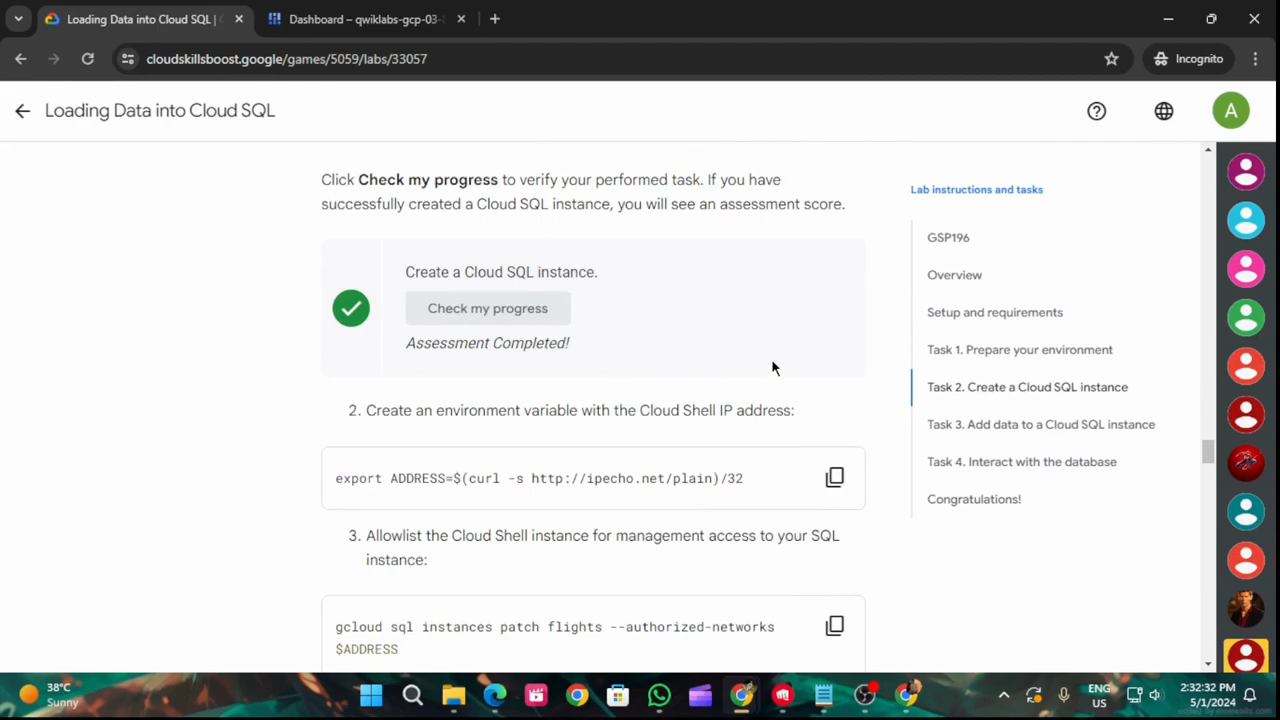 Loading Data into Cloud SQL |
Dashboard – qwiklabs-gcp-03-
cloudskillsboost.google/games/5059/labs/33057
Incognito
Loading Data into Cloud SQL
A
Click Check my progress to verify your performed task. If you have
successfully created a Cloud SQL instance, you will see an assessment score.
Create a Cloud SQL instance.
Check my progress
Assessment Completed!
2. Create an environment variable with the Cloud Shell IP address:
export ADDRESS=$(curl -s http://ipecho.net/plain)/32
3. Allowlist the Cloud Shell instance for management access to your SQL
instance:
gcloud sql instances patch flights --authorized-networks
$ADDRESS
Lab instructions and tasks
GSP196
Overview
Setup and requirements
Task 1. Prepare your environment
Task 2. Create a Cloud SQL instance
Task 3. Add data to a Cloud SQL instance
Task 4. Interact with the database
Congratulations!
38°C
Sunny
ENG
US
2:32:32 PM
5/1/2024